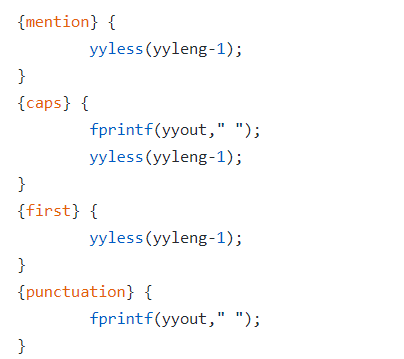 {mention} {
        yyless(yyleng-1);
}
{caps} {
        fprintf(yyout," ");
        yyless(yyleng-1);
}
{first} {
        yyless(yyleng-1);
}
{punctuation} {
        fprintf(yyout," ");
}